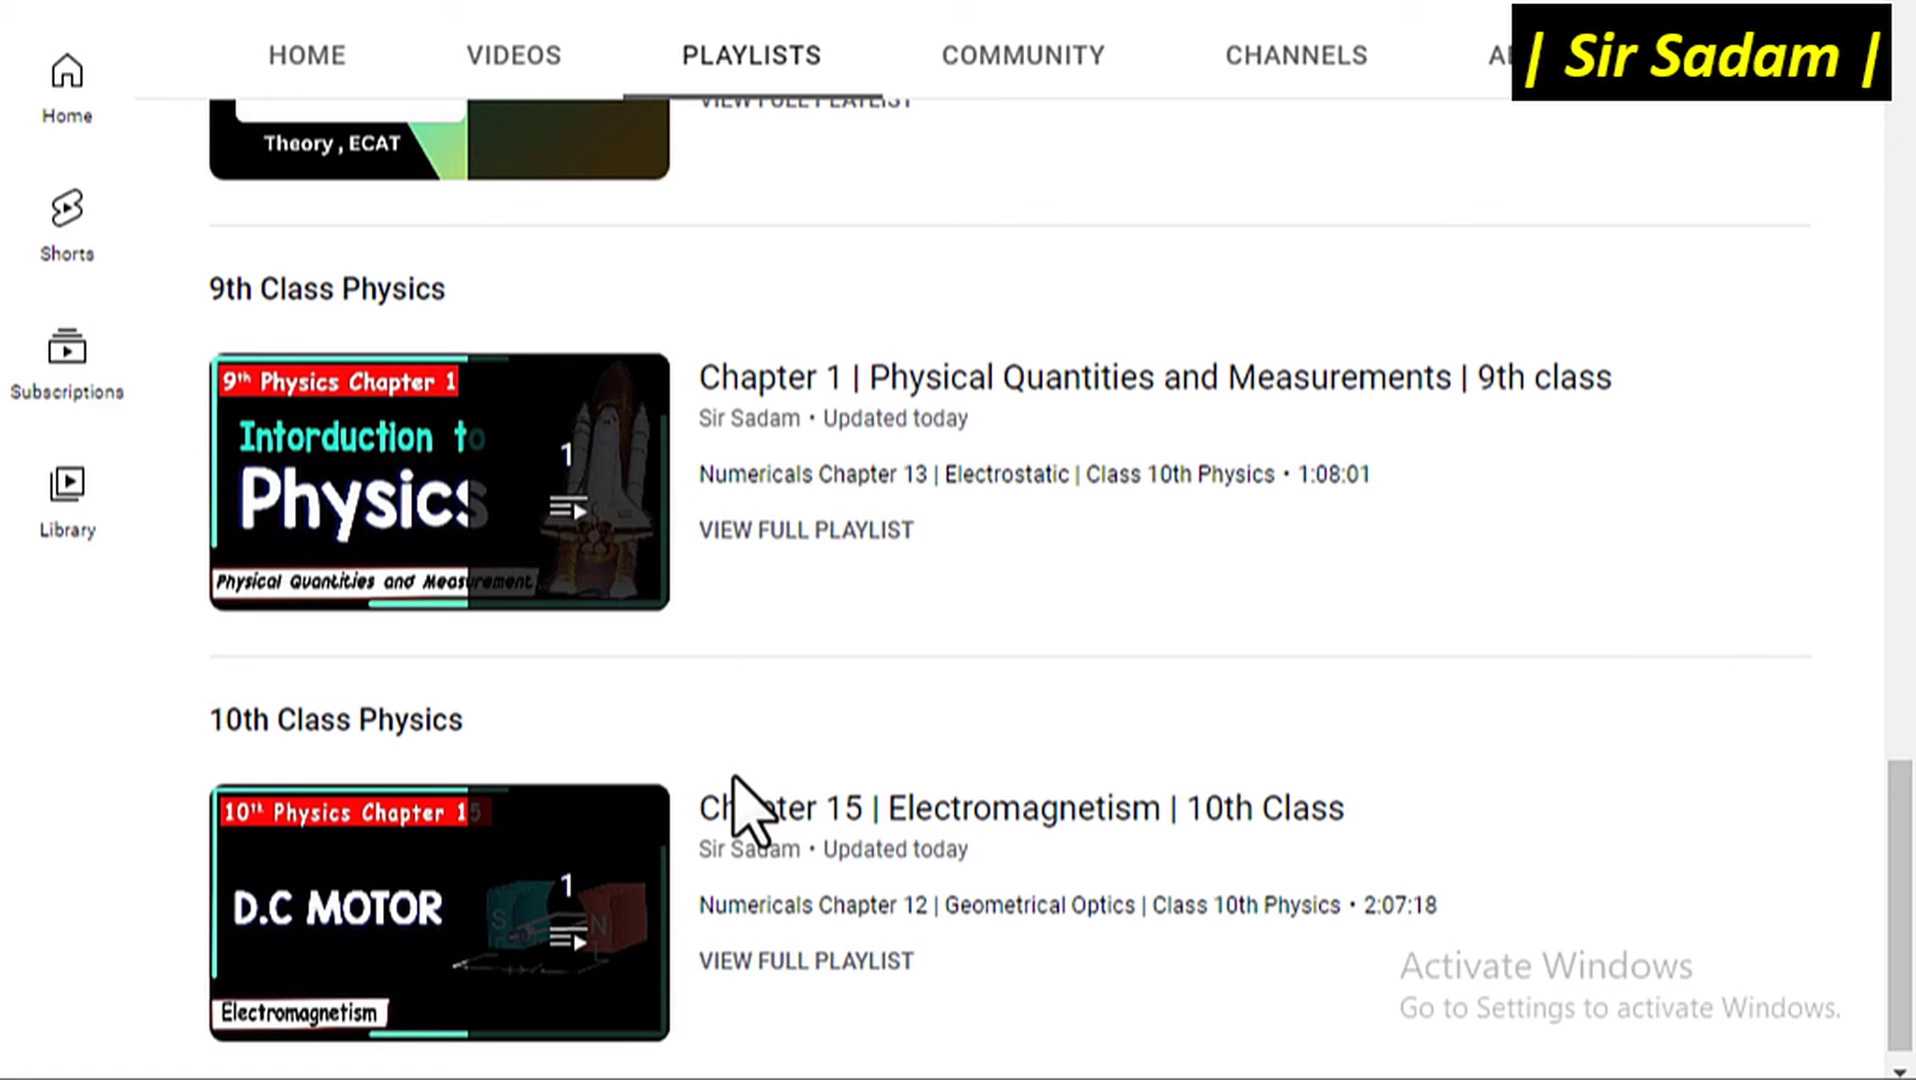 HOME VIDEOS PLAYLISTS COMMUNITY CHANNELS
| Sir Sadam |
VIEW FULL PLAYLIST
Theory , ECAT
Home
Shorts
Subscriptions
Library
9th Class Physics
9th Physics Chapter 1
Intorduction to
Physics
Physical Quantities and Measurement
1
Chapter 1 | Physical Quantities and Measurements | 9th class
Sir Sadam • Updated today
Numericals Chapter 13 | Electrostatic | Class 10th Physics • 1:08:01
VIEW FULL PLAYLIST
10th Class Physics
10th Physics Chapter 15
D.C MOTOR
S
N
1
Electromagnetism
Chapter 15 | Electromagnetism | 10th Class
Sir Sadam • Updated today
Numericals Chapter 12 | Geometrical Optics | Class 10th Physics • 2:07:18
VIEW FULL PLAYLIST
Activate Windows
Go to Settings to activate Windows.